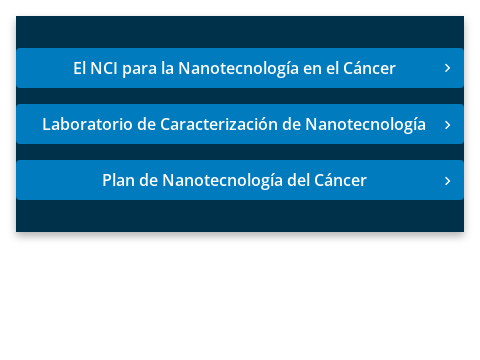 El NCI para la Nanotecnología en el Cáncer
Laboratorio de Caracterización de Nanotecnología
Plan de Nanotecnología del Cáncer